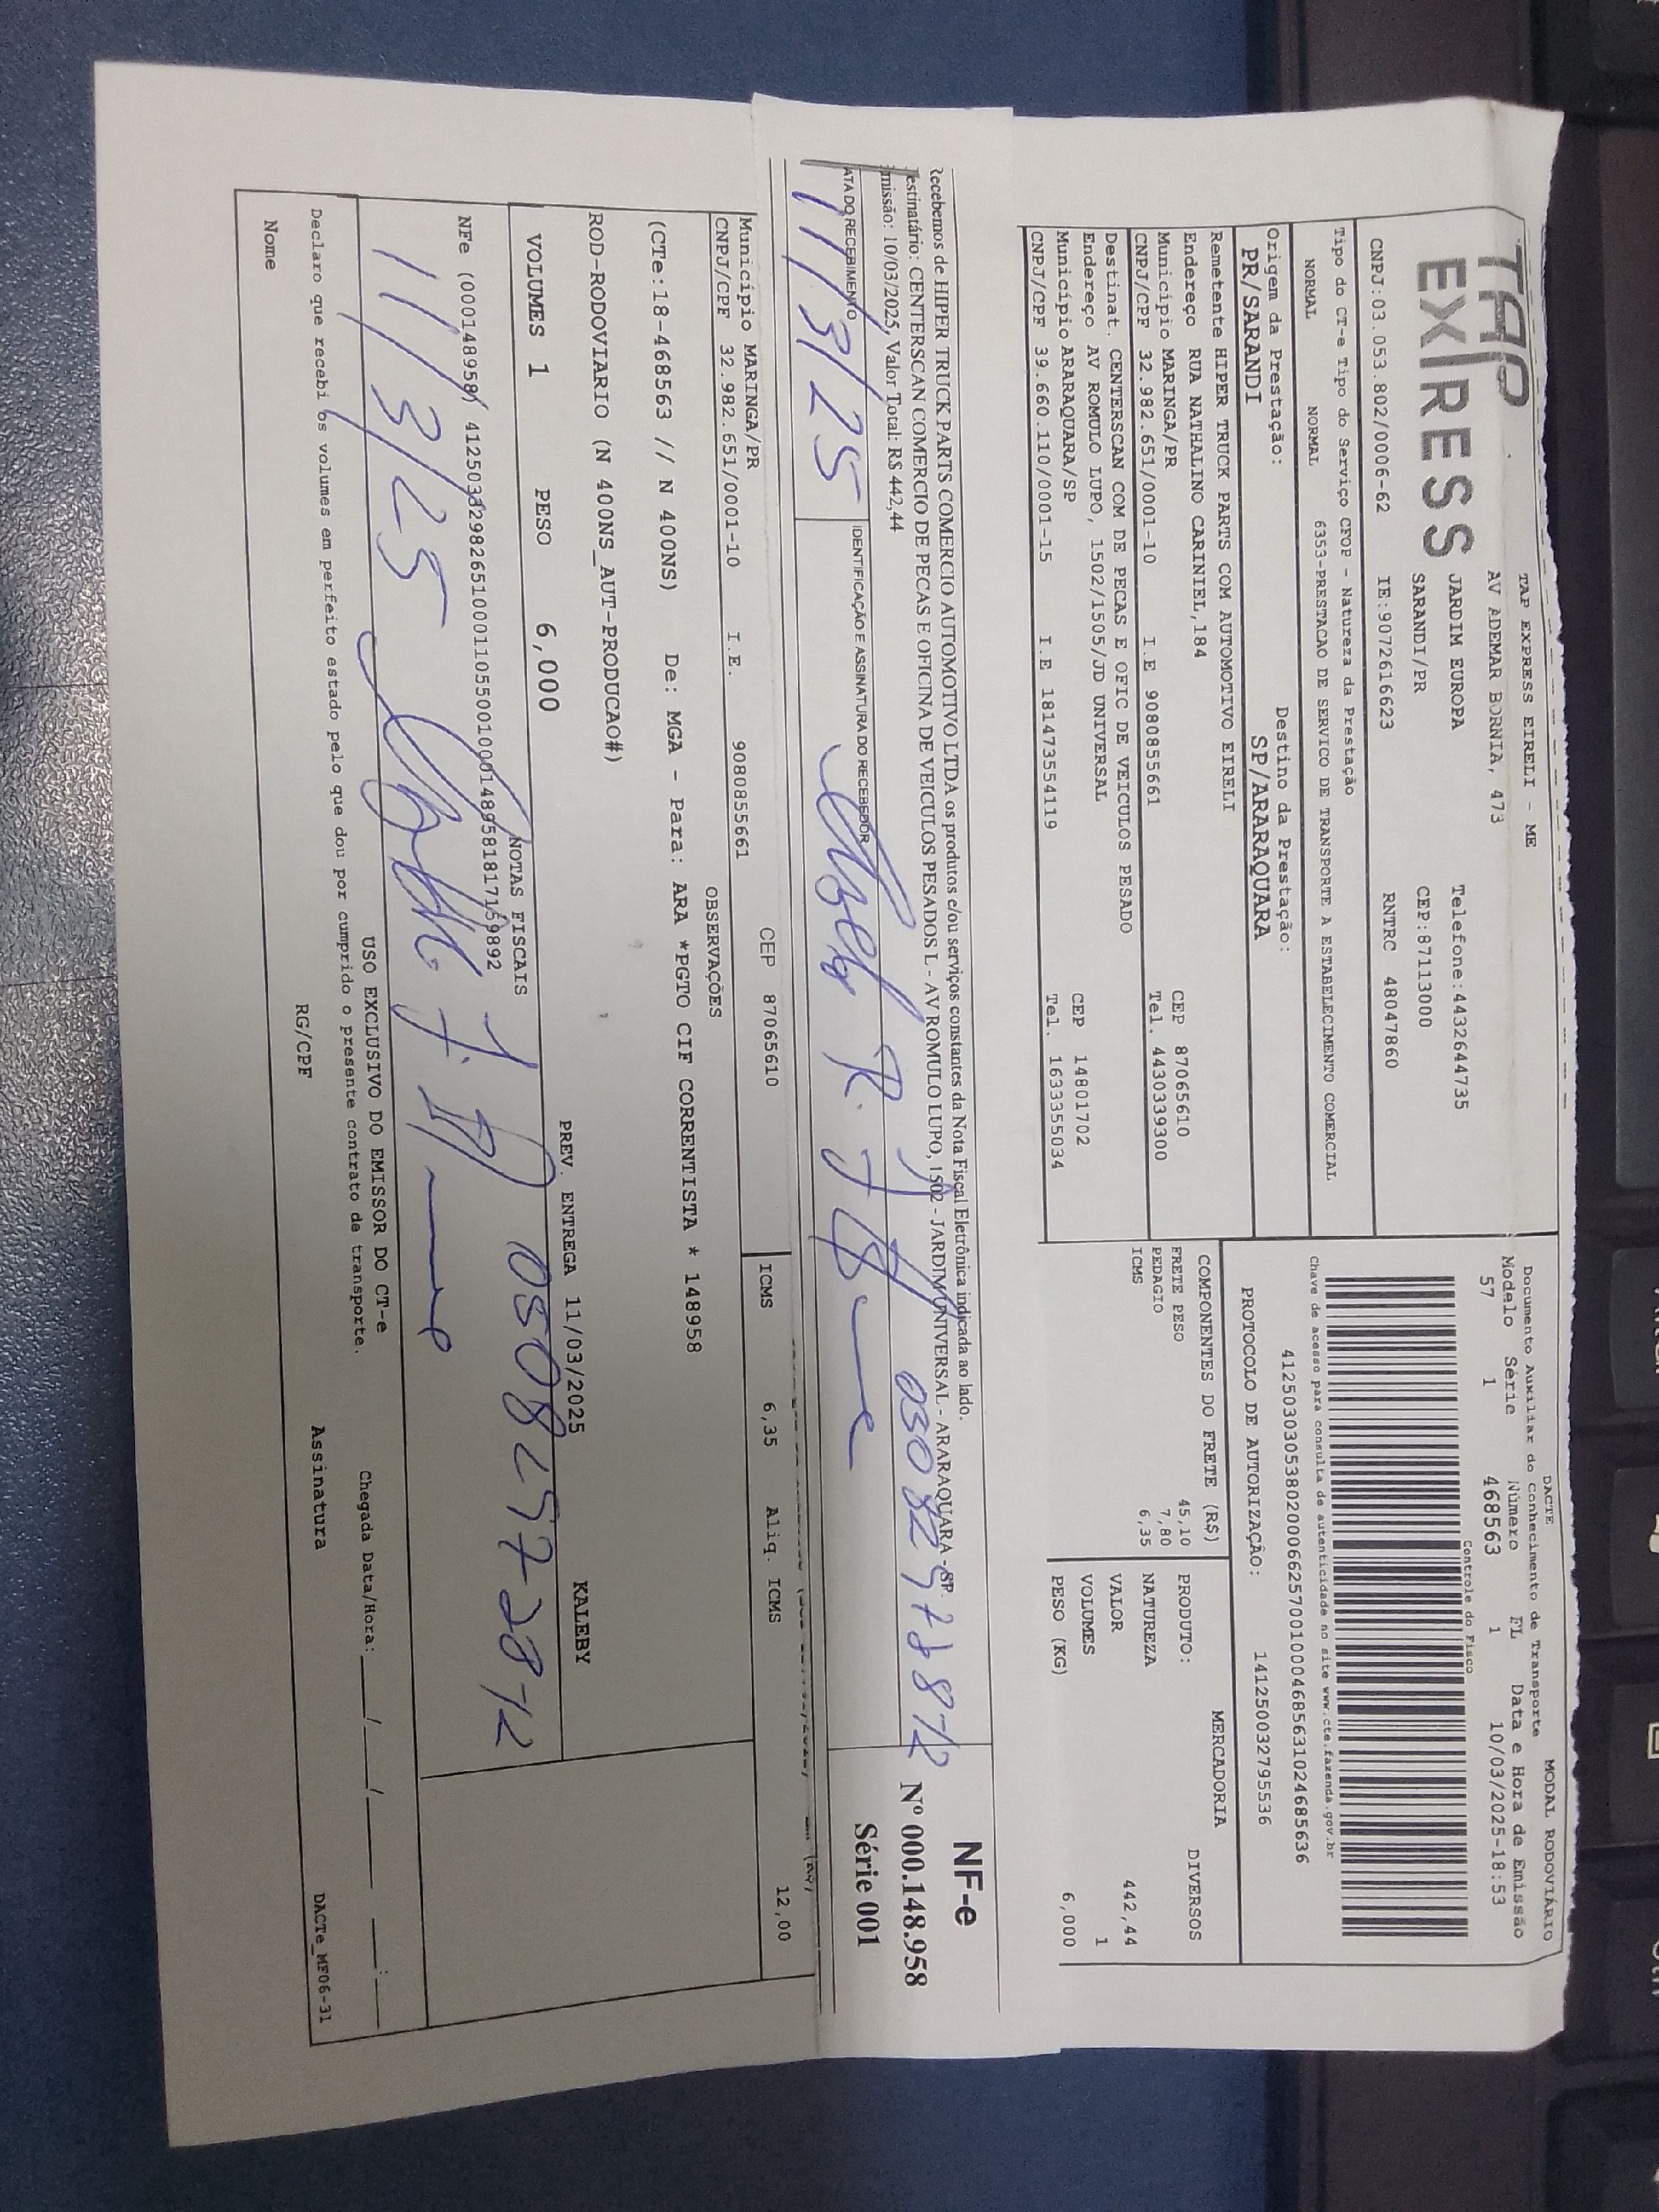 TAP EXPRESS
TAP EXPRESS EIRELI - ME
AV ADEMAR BORNIA, 473
JARDIM EUROPA Telefone:4432644735
SARANDI/PR CEP:87113000
CNPJ:03.053.802/0006-62 IE:9072616623 RNTRC 48047860
Tipo do CT-e Tipo do Serviço CFOP - Natureza da Prestação
NORMAL NORMAL 6353-PRESTACAO DE SERVICO DE TRANSPORTE A ESTABELECIMENTO COMERCIAL
Origem da Prestação: Destino da Prestação:
PR/SARANDI SP/ARARAQUARA
Remetente HIPER TRUCK PARTS COM AUTOMOTIVO EIRELI
Endereço RUA NATHALINO CARINIEL,184 CEP 87065610
Município MARINGA/PR Tel. 4430339300
CNPJ/CPF 32.982.651/0001-10 I.E 9080855661
Destinat. CENTERSCAN COM DE PECAS E OFIC DE VEICULOS PESADO
Endereço AV ROMULO LUPO, 1502/1505/JD UNIVERSAL CEP 14801702
Município ARARAQUARA/SP Tel. 1633355034
CNPJ/CPF 39.660.110/0001-15 I.E 181473554119
DACTE MODAL RODOVIÁRIO
Documento Auxiliar do Conhecimento de Transporte
Modelo Série Número FL Data e Hora de Emissão
57 1 468563 1 10/03/2025-18:53
Controle do Fisco
Chave de acesso para consulta de autenticidade no site www.cte.fazenda.gov.br
41250303053802000662570010004685631024685636
PROTOCOLO DE AUTORIZAÇÃO: 141250032795536
COMPONENTES DO FRETE (R$)
FRETE PESO 45,10
PEDAGIO 7,80
ICMS 6,35
MERCADORIA
PRODUTO: DIVERSOS
NATUREZA
VALOR 442,44
VOLUMES 1
PESO (KG) 6,000
Recebemos de HIPER TRUCK PARTS COMERCIO AUTOMOTIVO LTDA os produtos e/ou serviços constantes da Nota Fiscal Eletrônica indicada ao lado.
Destinatário: CENTERSCAN COMERCIO DE PECAS E OFICINA DE VEICULOS PESADOS L - AV ROMULO LUPO, 1502 - JARDIM UNIVERSAL - ARARAQUARA - SP
Emissão: 10/03/2025, Valor Total: R$ 442,44
DATA DO RECEBIMENTO IDENTIFICAÇÃO E ASSINATURA DO RECEBEDOR
11/3/25
NF-e
Nº 000.148.958
Série 001
Município MARINGA/PR CEP 87065610
CNPJ/CPF 32.982.651/0001-10 I.E. 9080855661
ICMS 6,35 Aliq. ICMS 12,00
OBSERVAÇÕES
(CTe:18-468563 // N 400NS) De: MGA - Para: ARA *PGTO CIF CORRENTISTA * 148958
ROD-RODOVIARIO (N 400NS_AUT-PRODUCAO#)
PREV. ENTREGA 11/03/2025 KALEBY
VOLUMES 1 PESO 6,000
NOTAS FISCAIS
NFe (000148958)
11/3/25
USO EXCLUSIVO DO EMISSOR DO CT-e
Declaro que recebi os volumes em perfeito estado pelo que dou por cumprido o presente contrato de transporte.
Chegada Data/Hora: ___/___/____ __:__
Nome RG/CPF Assinatura
DACTe_MF06-31